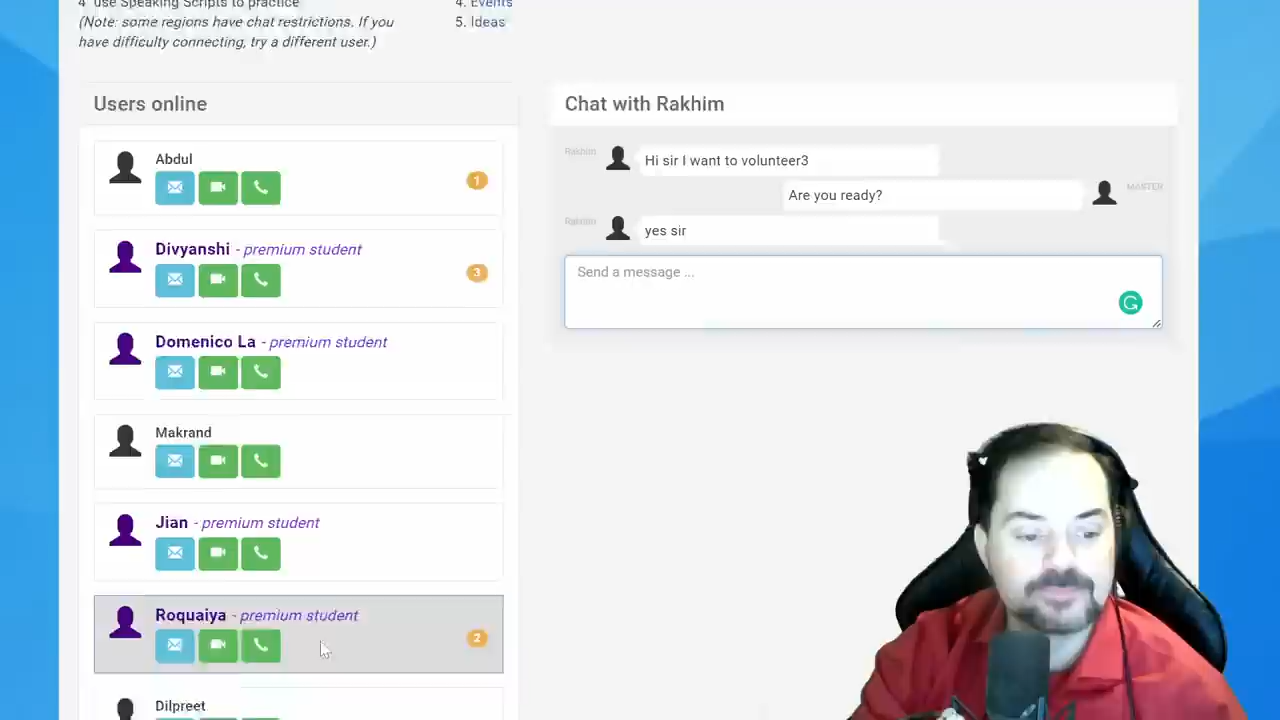 4 use Speaking Scripts to practice
(Note: some regions have chat restrictions. If you
have difficulty connecting, try a different user.)
4. Events
5. Ideas
Users online
Abdul
1
Divyanshi - premium student
3
Domenico La - premium student
Makrand
Jian - premium student
Roquaiya - premium student
2
Dilpreet
Chat with Rakhim
Rakhim
Hi sir I want to volunteer3
Are you ready?
MASTER
Rakhim
yes sir
Send a message ...